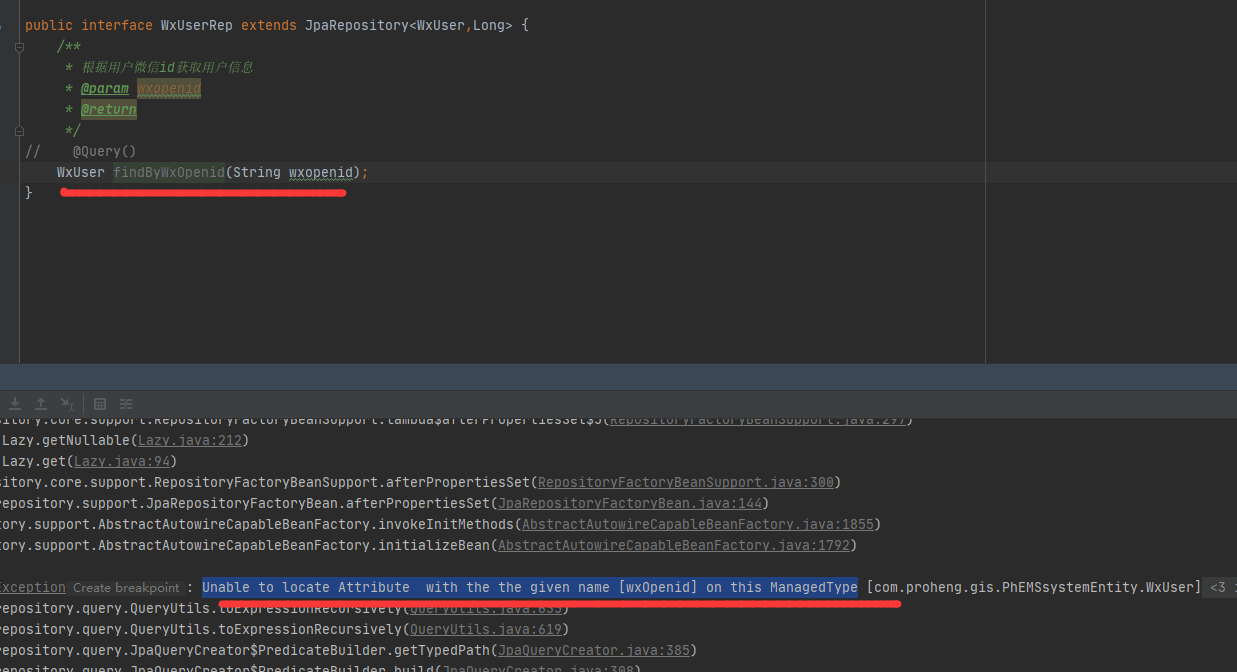 public interface WxUserRep extends JpaRepository<WxUser,Long> {
/**
* 根据用户微信id获取用户信息
* @param wxopenid
* @return
*/
// @Query()
WxUser findByWxOpenid(String wxopenid);
}
sitory.core.support.RepositoryFactoryBeanSupport.lambda$afterPropertiesSet$5(RepositoryFactoryBeanSupport.java:297)
Lazy.getNullable(Lazy.java:212)
Lazy.get(Lazy.java:94)
sitory.core.support.RepositoryFactoryBeanSupport.afterPropertiesSet(RepositoryFactoryBeanSupport.java:300)
repository.support.JpaRepositoryFactoryBean.afterPropertiesSet(JpaRepositoryFactoryBean.java:144)
tory.support.AbstractAutowireCapableBeanFactory.invokeInitMethods(AbstractAutowireCapableBeanFactory.java:1855)
tory.support.AbstractAutowireCapableBeanFactory.initializeBean(AbstractAutowireCapableBeanFactory.java:1792)
Exception Create breakpoint : Unable to locate Attribute with the the given name [wxOpenid] on this ManagedType [com.proheng.gis.PhEMSsystemEntity.WxUser] <3
repository.query.QueryUtils.toExpressionRecursively(QueryUtils.java:653)
repository.query.QueryUtils.toExpressionRecursively(QueryUtils.java:619)
repository.query.JpaQueryCreator$PredicateBuilder.getTypedPath(JpaQueryCreator.java:385)
repository.query.JpaQueryCreator$PredicateBuilder.build(JpaQueryCreator.java:308)